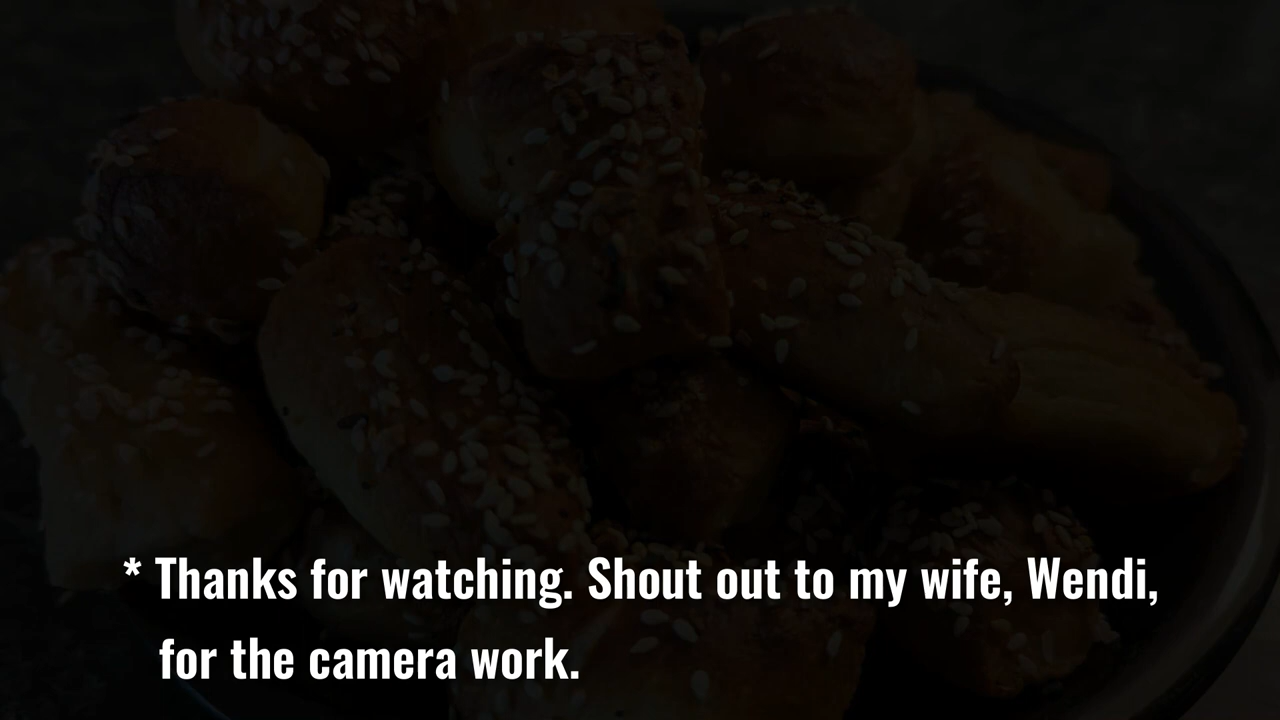 * Thanks for watching. Shout out to my wife, Wendi,
for the camera work.